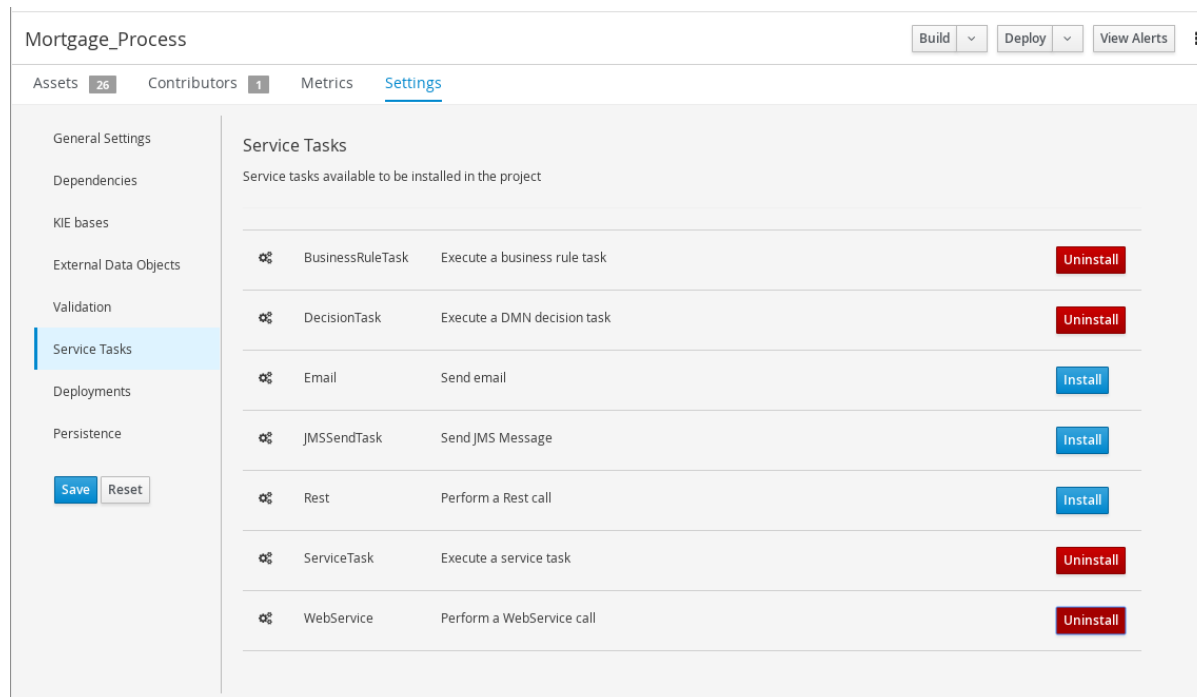 Mortgage_Process
Build
Deploy
View Alerts
Assets 26
Contributors 1
Metrics
Settings
General Settings
Dependencies
KIE bases
External Data Objects
Validation
Service Tasks
Deployments
Persistence
Save
Reset
Service Tasks
Service tasks available to be installed in the project
BusinessRuleTask Execute a business rule task Uninstall
DecisionTask Execute a DMN decision task Uninstall
Email Send email Install
JMSSendTask Send JMS Message Install
Rest Perform a Rest call Install
ServiceTask Execute a service task Uninstall
WebService Perform a WebService call Uninstall